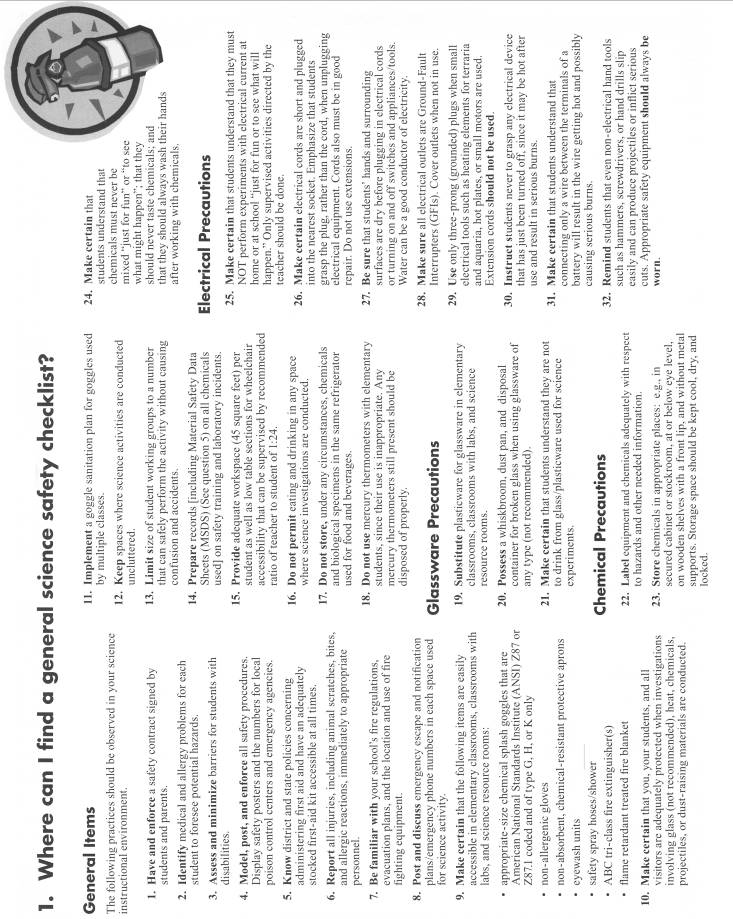 1. Where can I find a general science safety checklist?
General Items
The following practices should be observed in your science
instructional environment.
1. Have and enforce a safety contract signed by
students and parents.
2. Identify medical and allergy problems for each
student to foresee potential hazards.
3. Assess and minimize barriers for students with
disabilities.
4. Model, post, and enforce all safety procedures.
Display safety posters and the numbers for local
poison control centers and emergency agencies.
5. Know district and state policies concerning
administering first aid and have an adequately
stocked first-aid kit accessible at all times.
6. Report all injuries, including animal scratches, bites,
and allergic reactions, immediately to appropriate
personnel.
7. Be familiar with your school's fire regulations,
evacuation plans, and the location and use of fire
fighting equipment.
8. Post and discuss emergency escape and notification
plans/emergency phone numbers in each space used
for science activity.
9. Make certain that the following items are easily
accessible in elementary classrooms, classrooms with
labs, and science resource rooms:
• appropriate-size chemical splash goggles that are
American National Standards Institute (ANSI) Z87 or
Z87.1 coded and of type G, H, or K only
• non-allergenic gloves
• non-absorbent, chemical-resistant protective aprons
• eyewash units
• safety spray hoses/shower
• ABC tri-class fire extinguisher(s)
• flame retardant treated fire blanket
10. Make certain that you, your students, and all
visitors are adequately protected when investigations
involving glass (not recommended), heat, chemicals,
projectiles, or dust-raising materials are conducted.
11. Implement a goggle sanitation plan for goggles used
by multiple classes.
12. Keep spaces where science activities are conducted
uncluttered.
13. Limit size of student working groups to a number
that can safely perform the activity without causing
confusion and accidents.
14. Prepare records [including Material Safety Data
Sheets (MSDS) (See question 5) on all chemicals
used] on safety training and laboratory incidents.
15. Provide adequate workspace (45 square feet) per
student as well as low table sections for wheelchair
accessibility that can be supervised by recommended
ratio of teacher to student of 1:24.
16. Do not permit eating and drinking in any space
where science investigations are conducted.
17. Do not store, under any circumstances, chemicals
and biological specimens in the same refrigerator
used for food and beverages.
18. Do not use mercury thermometers with elementary
students, since their use is inappropriate. Any
mercury thermometers still present should be
disposed of properly.
Glassware Precautions
19. Substitute plasticware for glassware in elementary
classrooms, classrooms with labs, and science
resource rooms.
20. Possess a whiskbroom, dust pan, and disposal
container for broken glass when using glassware of
any type (not recommended).
21. Make certain that students understand they are not
to drink from glass/plasticware used for science
experiments.
Chemical Precautions
22. Label equipment and chemicals adequately with respect
to hazards and other needed information.
23. Store chemicals in appropriate places: e.g., in
secured cabinet or stockroom, at or below eye level,
on wooden shelves with a front lip, and without metal
supports. Storage space should be kept cool, dry, and
locked.
24. Make certain that
students understand that
chemicals must never be
mixed "just for fun" or "to see
what might happen"; that they
should never taste chemicals; and
that they should always wash their hands
after working with chemicals.
Electrical Precautions
25. Make certain that students understand that they must
NOT perform experiments with electrical current at
home or at school "just for fun or to see what will
happen." Only supervised activities directed by the
teacher should be done.
26. Make certain electrical cords are short and plugged
into the nearest socket. Emphasize that students
grasp the plug, rather than the cord, when unplugging
electrical equipment. Cords also must be in good
repair. Do not use extensions.
27. Be sure that students' hands and surrounding
surfaces are dry before plugging in electrical cords
or turning on and off switches and appliances/tools.
Water can be a good conductor of electricity.
28. Make sure all electrical outlets are Ground-Fault
Interrupters (GFIs). Cover outlets when not in use.
29. Use only three-prong (grounded) plugs when small
electrical tools such as heating elements for terraria
and aquaria, hot plates, or small motors are used.
Extension cords should not be used.
30. Instruct students never to grasp any electrical device
that has just been turned off, since it may be hot after
use and result in serious burns.
31. Make certain that students understand that
connecting only a wire between the terminals of a
battery will result in the wire getting hot and possibly
causing serious burns.
32. Remind students that even non-electrical hand tools
such as hammers, screwdrivers, or hand drills slip
easily and can produce projectiles or inflict serious
cuts. Appropriate safety equipment should always be
worn.